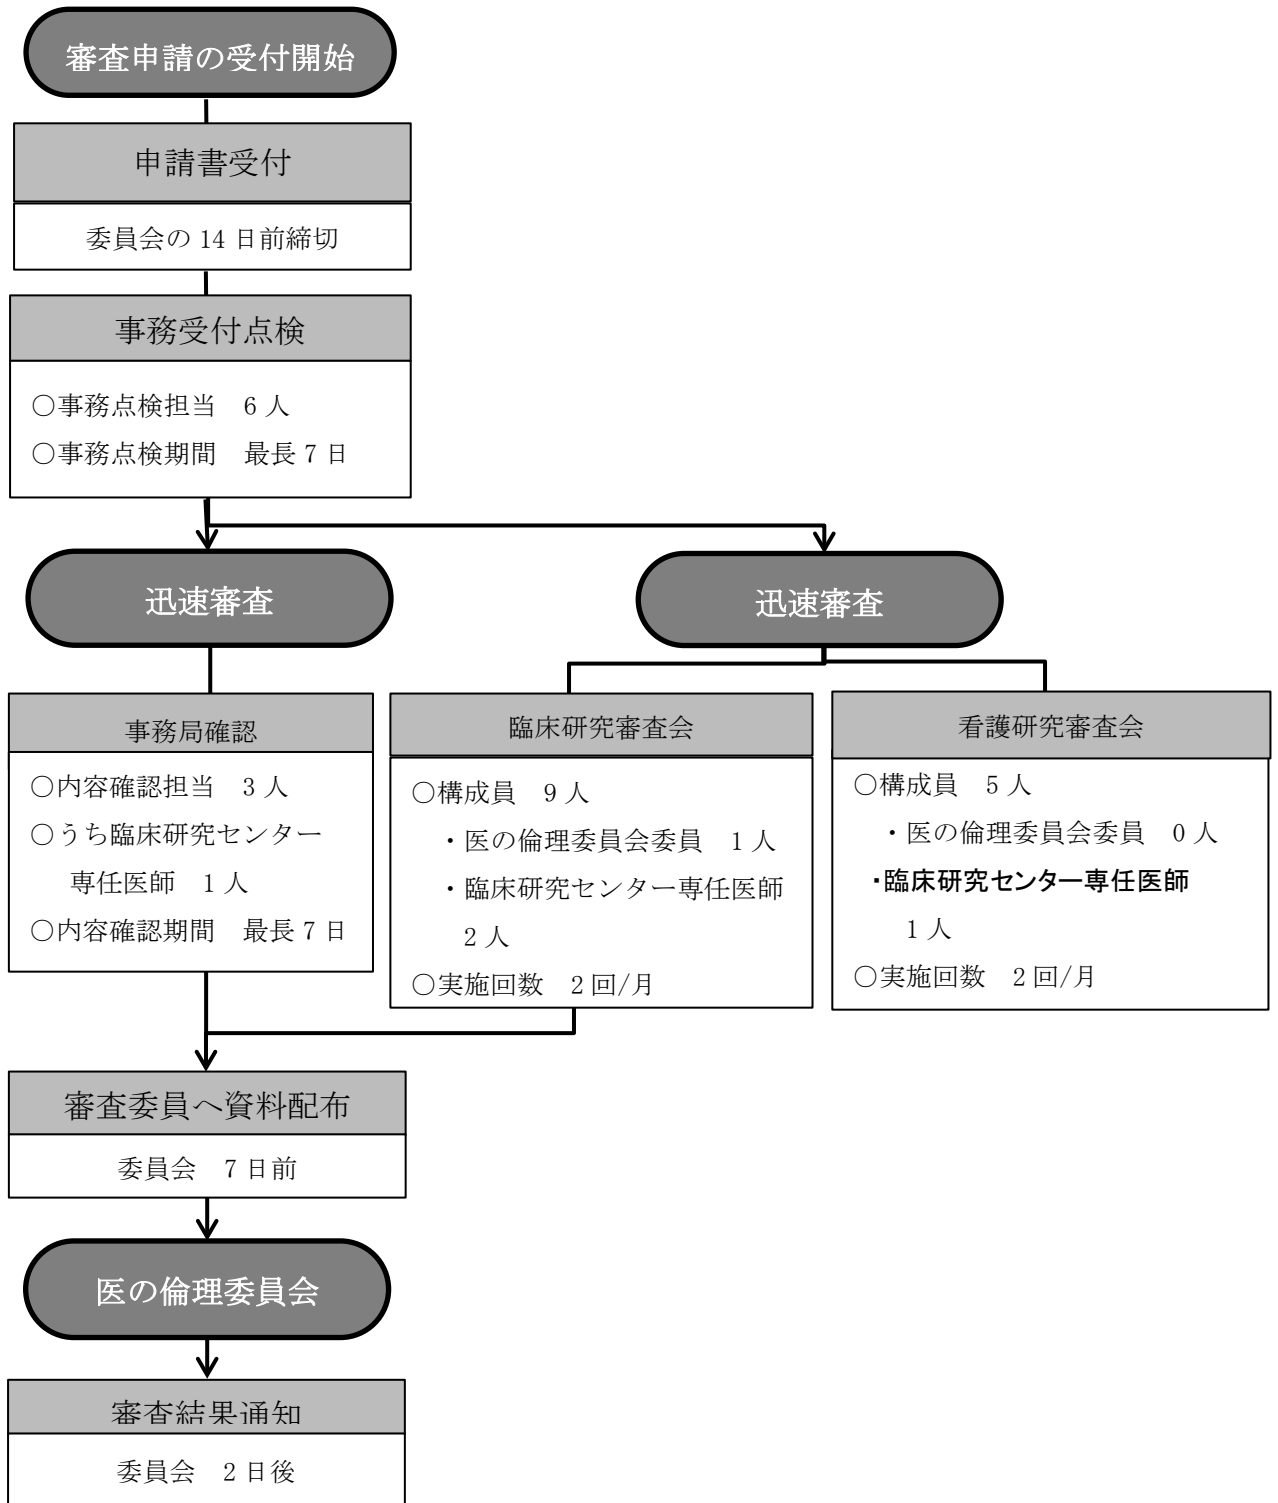 審査申請の受付開始
申請書受付
委員会の 14 日前締切
事務受付点検
○事務点検担当　6 人
○事務点検期間　最長 7 日
迅速審査
迅速審査
事務局確認
○内容確認担当　3 人
○うち臨床研究センター
専任医師　1 人
○内容確認期間　最長 7 日
臨床研究審査会
○構成員　9 人
・医の倫理委員会委員　1 人
・臨床研究センター専任医師
2 人
○実施回数　2 回/月
看護研究審査会
○構成員　5 人
・医の倫理委員会委員　0 人
・臨床研究センター専任医師
1 人
○実施回数　2 回/月
審査委員へ資料配布
委員会　7 日前
医の倫理委員会
審査結果通知
委員会　2 日後